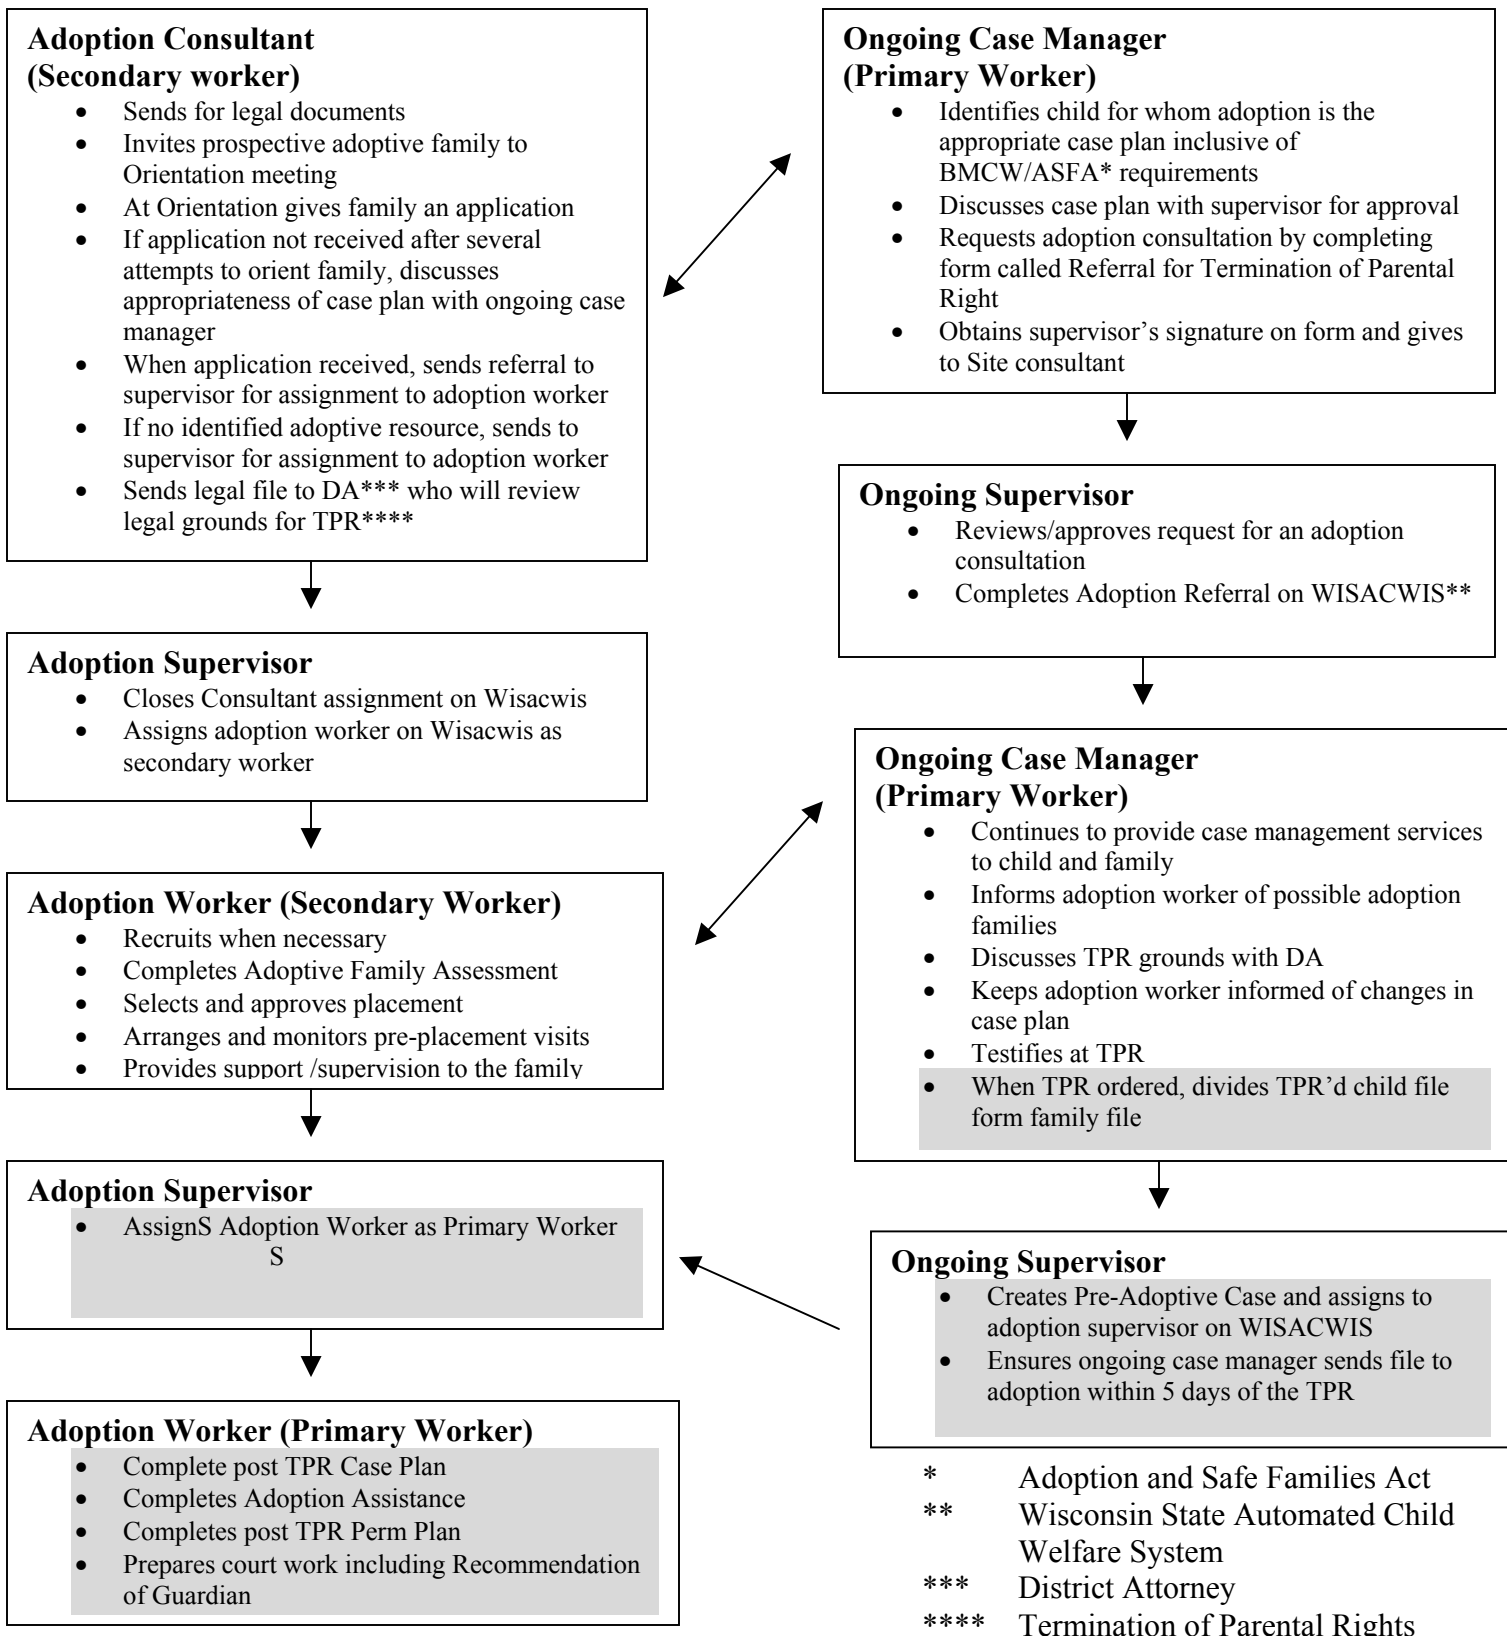 Adoption Consultant
(Secondary worker)
• Sends for legal documents
• Invites prospective adoptive family to
Orientation meeting
• At Orientation gives family an application
• If application not received after several
attempts to orient family, discusses
appropriateness of case plan with ongoing case
manager
• When application received, sends referral to
supervisor for assignment to adoption worker
• If no identified adoptive resource, sends to
supervisor for assignment to adoption worker
• Sends legal file to DA*** who will review
legal grounds for TPR****
Adoption Supervisor
• Closes Consultant assignment on Wisacwis
• Assigns adoption worker on Wisacwis as
secondary worker
Adoption Worker (Secondary Worker)
• Recruits when necessary
• Completes Adoptive Family Assessment
• Selects and approves placement
• Arranges and monitors pre-placement visits
• Provides support /supervision to the family
Adoption Supervisor
• AssignS Adoption Worker as Primary Worker
S
Adoption Worker (Primary Worker)
• Complete post TPR Case Plan
• Completes Adoption Assistance
• Completes post TPR Perm Plan
• Prepares court work including Recommendation
of Guardian
Ongoing Case Manager
(Primary Worker)
• Identifies child for whom adoption is the
appropriate case plan inclusive of
BMCW/ASFA* requirements
• Discusses case plan with supervisor for approval
• Requests adoption consultation by completing
form called Referral for Termination of Parental
Right
• Obtains supervisor’s signature on form and gives
to Site consultant
Ongoing Supervisor
• Reviews/approves request for an adoption
consultation
• Completes Adoption Referral on WISACWIS**
Ongoing Case Manager
(Primary Worker)
• Continues to provide case management services
to child and family
• Informs adoption worker of possible adoption
families
• Discusses TPR grounds with DA
• Keeps adoption worker informed of changes in
case plan
• Testifies at TPR
• When TPR ordered, divides TPR’d child file
form family file
Ongoing Supervisor
• Creates Pre-Adoptive Case and assigns to
adoption supervisor on WISACWIS
• Ensures ongoing case manager sends file to
adoption within 5 days of the TPR
* Adoption and Safe Families Act
** Wisconsin State Automated Child
Welfare System
*** District Attorney
**** Termination of Parental Rights